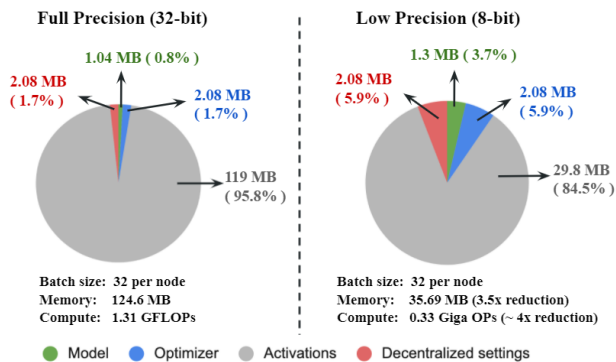 Full Precision (32-bit)
1.04 MB ( 0.8% )
2.08 MB
( 1.7% )
2.08 MB
( 1.7% )
119 MB
( 95.8% )
Batch size: 32 per node
Memory: 124.6 MB
Compute: 1.31 GFLOPs
Low Precision (8-bit)
1.3 MB ( 3.7% )
2.08 MB
( 5.9% )
2.08 MB
( 5.9% )
29.8 MB
( 84.5% )
Batch size: 32 per node
Memory: 35.69 MB (3.5x reduction)
Compute: 0.33 Giga OPs (~ 4x reduction)
Model Optimizer Activations Decentralized settings